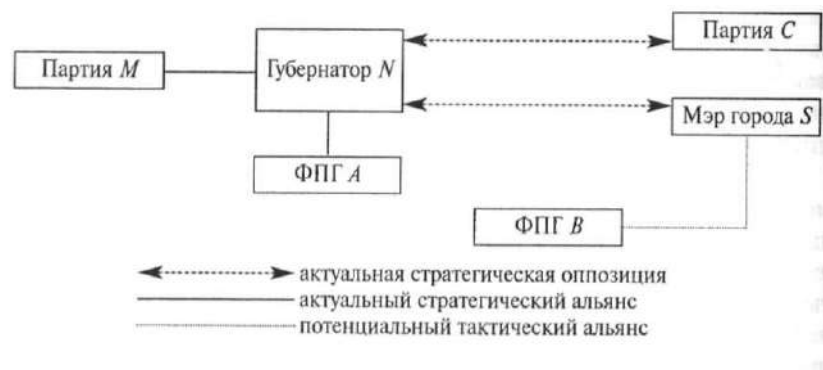 Партия C
Партия M
Губернатор N
Мэр города S
ФПГ A
ФПГ B
актуальная стратегическая оппозиция
актуальный стратегический альянс
потенциальный тактический альянс